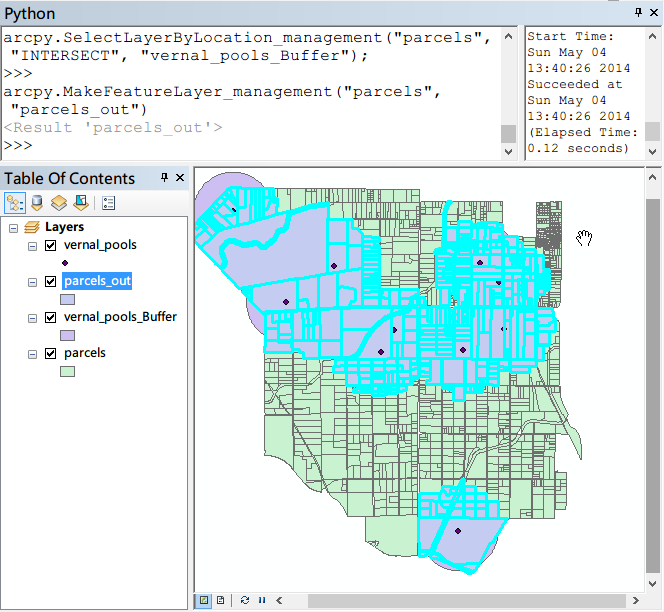 Python
arcpy.SelectLayerByLocation_management("parcels",
"INTERSECT", "vernal_pools_Buffer");
>>>
arcpy.MakeFeatureLayer_management("parcels",
"parcels_out")
<Result 'parcels_out'>
>>>
Start Time:
Sun May 04
13:40:26 2014
Succeeded at
Sun May 04
13:40:26 2014
(Elapsed Time:
0.12 seconds)
Table Of Contents
Layers
vernal_pools
parcels_out
vernal_pools_Buffer
parcels